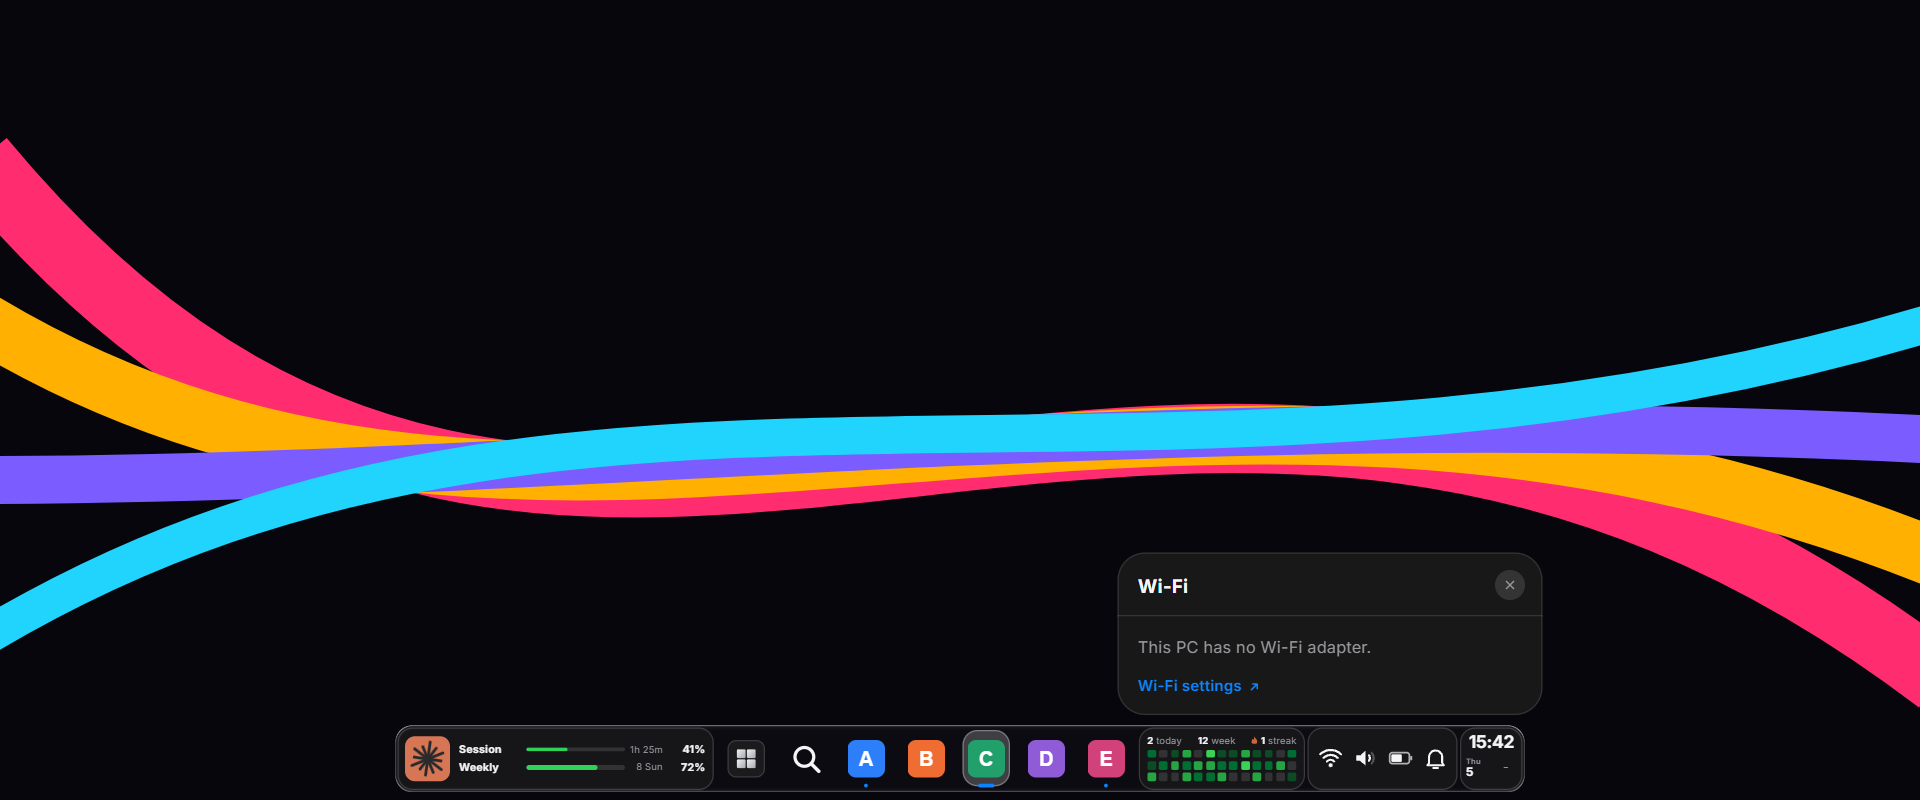 Wi-Fi
This PC has no Wi-Fi adapter.
Wi-Fi settings
Session 1h 25m 41%
Weekly 8 Sun 72%
A
B
C
D
E
2 today 12 week 1 streak
15:42
Thu
5